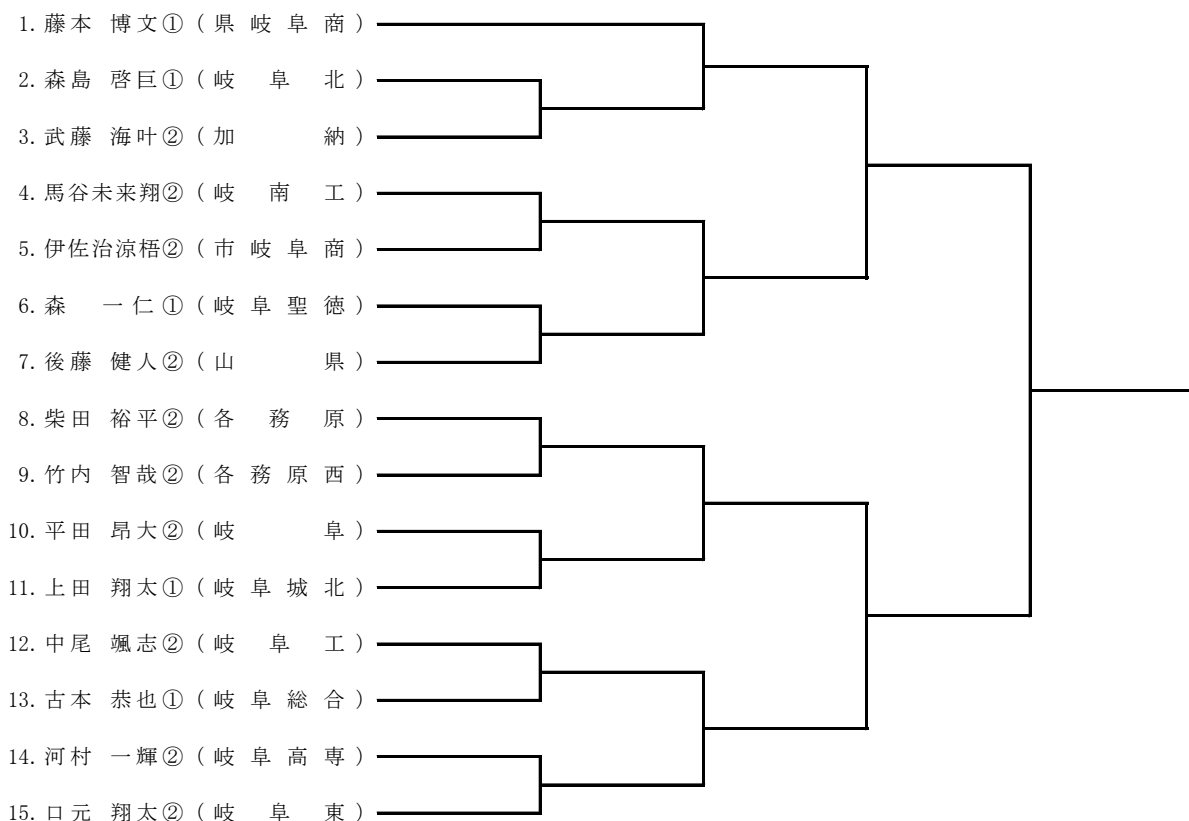 1. 藤本 博文①（県岐阜商）
2. 森島 啓巨①（岐阜北）
3. 武藤 海叶②（加納）
4. 馬谷未来翔②（岐南工）
5. 伊佐治涼梧②（市岐阜商）
6. 森 一仁①（岐阜聖徳）
7. 後藤 健人②（山県）
8. 柴田 裕平②（各務原）
9. 竹内 智哉②（各務原西）
10. 平田 昂大②（岐阜）
11. 上田 翔太①（岐阜城北）
12. 中尾 颯志②（岐阜工）
13. 古本 恭也①（岐阜総合）
14. 河村 一輝②（岐阜高専）
15. 口元 翔太②（岐阜東）